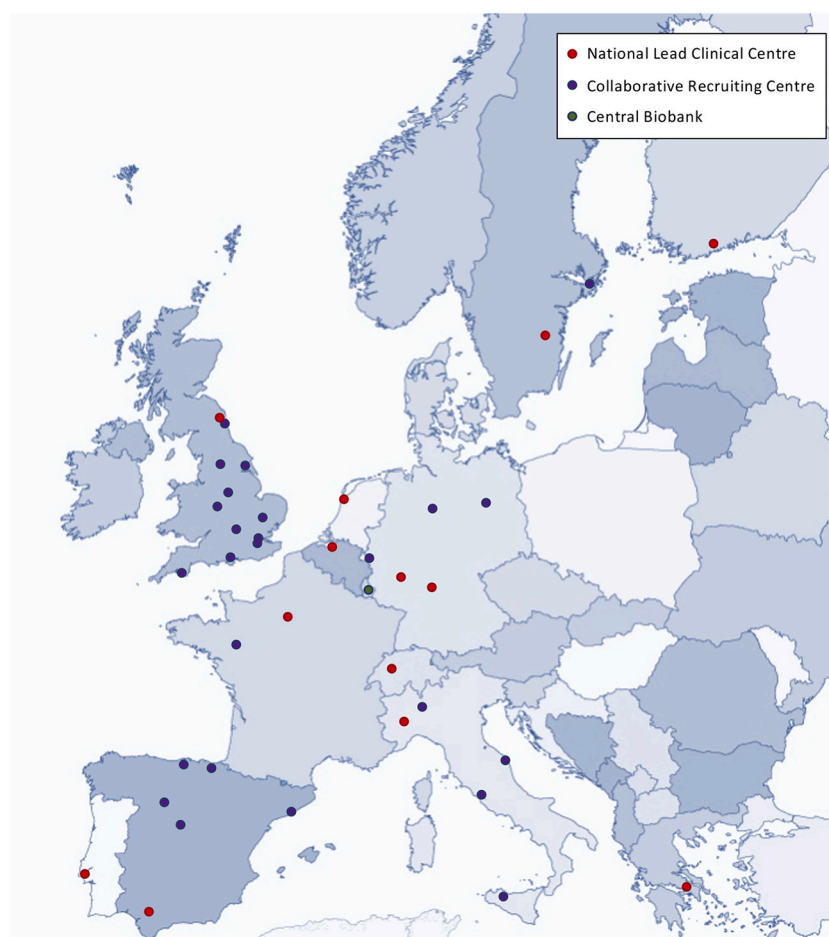 National Lead Clinical Centre
Collaborative Recruiting Centre
Central Biobank